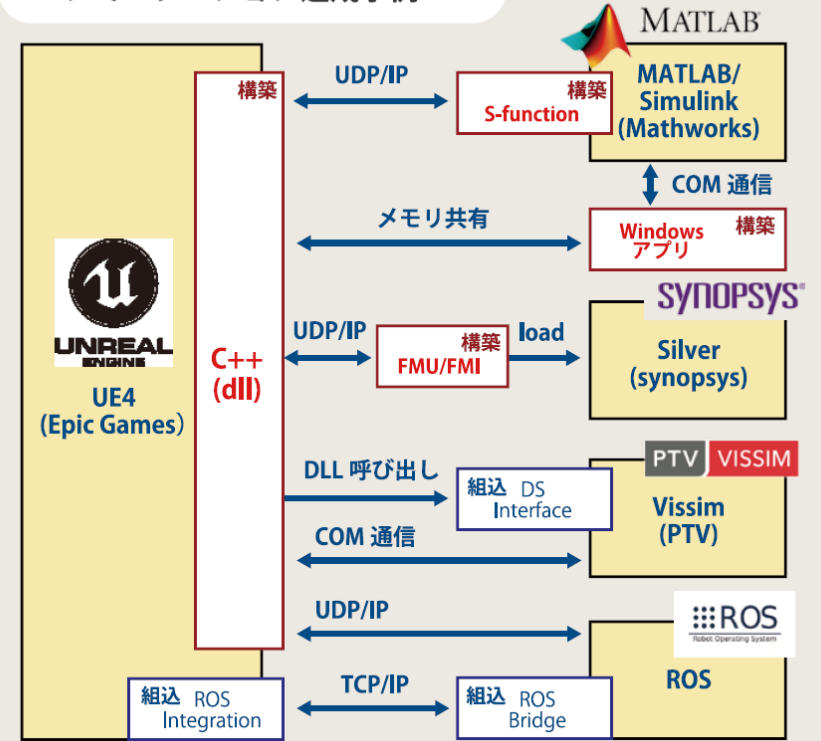 MATLAB
構築
UDP/IP
構築
S-function
MATLAB/
Simulink
(Mathworks)
COM 通信
メモリ共有
Windows
アプリ
構築
SYNOPSYS
UNREAL
ENGINE
UE4
(Epic Games)
C++
(dll)
UDP/IP
構築
FMU/FMI
load
Silver
(synopsys)
PTV VISSIM
DLL 呼び出し
組込 DS
Interface
Vissim
(PTV)
COM 通信
UDP/IP
ROS
Robot Operating System
ROS
組込 ROS
Integration
TCP/IP
組込 ROS
Bridge